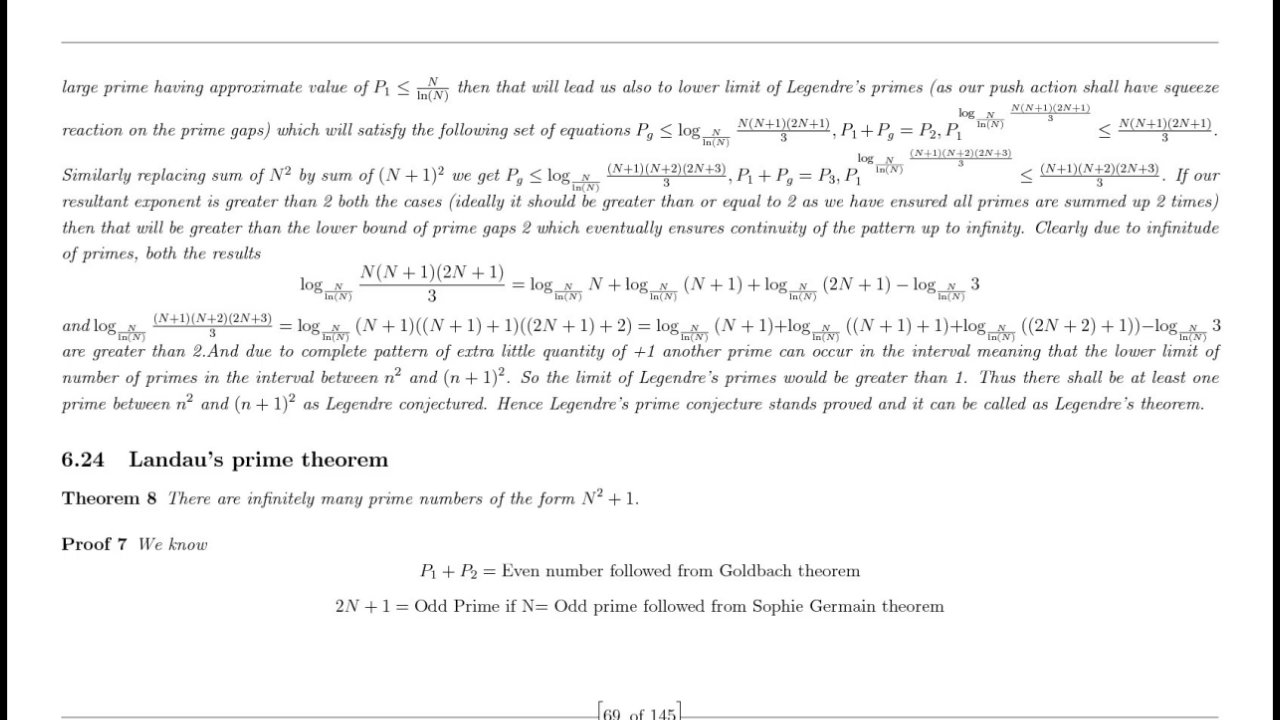 large prime having approximate value of P₁ ≤ N/ln(N) then that will lead us also to lower limit of Legendre's primes (as our push action shall have squeeze
reaction on the prime gaps) which will satisfy the following set of equations P_g ≤ log_{N/ln(N)} N(N+1)(2N+1)/3, P₁ + P_g = P₂, P₁^{log_{N/ln(N)} N(N+1)(2N+1)/3} ≤ N(N+1)(2N+1)/3.
Similarly replacing sum of N² by sum of (N + 1)² we get P_g ≤ log_{N/ln(N)} (N+1)(N+2)(2N+3)/3, P₁ + P_g = P₃, P₁^{log_{N/ln(N)} (N+1)(N+2)(2N+3)/3} ≤ (N+1)(N+2)(2N+3)/3. If our
resultant exponent is greater than 2 both the cases (ideally it should be greater than or equal to 2 as we have ensured all primes are summed up 2 times)
then that will be greater than the lower bound of prime gaps 2 which eventually ensures continuity of the pattern up to infinity. Clearly due to infinitude
of primes, both the results
log_{N/ln(N)} N(N + 1)(2N + 1)/3 = log_{N/ln(N)} N + log_{N/ln(N)} (N + 1) + log_{N/ln(N)} (2N + 1) − log_{N/ln(N)} 3
and log_{N/ln(N)} (N+1)(N+2)(2N+3)/3 = log_{N/ln(N)} (N + 1)((N + 1) + 1)((2N + 1) + 2) = log_{N/ln(N)} (N + 1)+log_{N/ln(N)} ((N + 1) + 1)+log_{N/ln(N)} ((2N + 2) + 1))−log_{N/ln(N)} 3
are greater than 2.And due to complete pattern of extra little quantity of +1 another prime can occur in the interval meaning that the lower limit of
number of primes in the interval between n² and (n + 1)². So the limit of Legendre's primes would be greater than 1. Thus there shall be at least one
prime between n² and (n + 1)² as Legendre conjectured. Hence Legendre's prime conjecture stands proved and it can be called as Legendre's theorem.
6.24 Landau's prime theorem
Theorem 8 There are infinitely many prime numbers of the form N² + 1.
Proof 7 We know
P₁ + P₂ = Even number followed from Goldbach theorem
2N + 1 = Odd Prime if N= Odd prime followed from Sophie Germain theorem
[69 of 145]